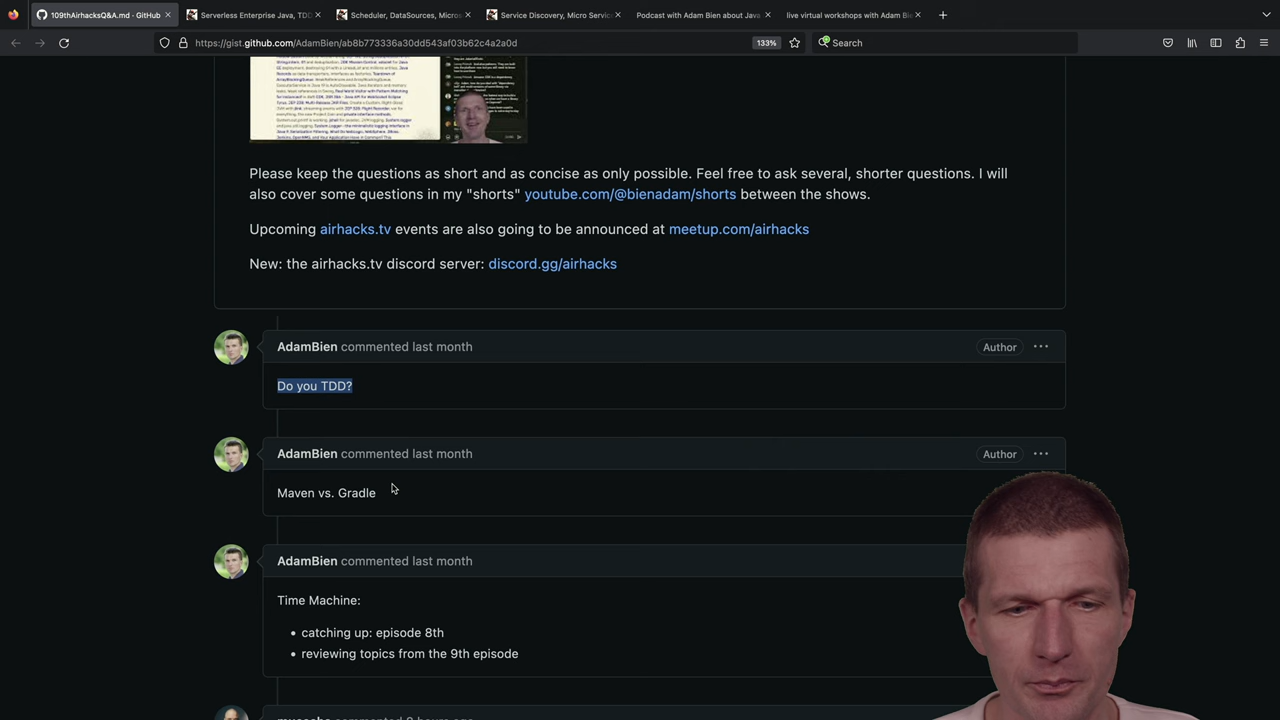 109thAirhacksQ&A.md · GitHub
Serverless Enterprise Java, TDD
Scheduler, DataSources, Micros
Service Discovery, Micro Servic
Podcast with Adam Bien about Java
live virtual workshops with Adam Bie
https://gist.github.com/AdamBien/ab8b773336a30dd543af03b62c4a2a0d
133%
Search
Please keep the questions as short and as concise as only possible. Feel free to ask several, shorter questions. I will
also cover some questions in my "shorts" youtube.com/@bienadam/shorts between the shows.
Upcoming airhacks.tv events are also going to be announced at meetup.com/airhacks
New: the airhacks.tv discord server: discord.gg/airhacks
AdamBien commented last month
Author
Do you TDD?
AdamBien commented last month
Author
Maven vs. Gradle
AdamBien commented last month
Time Machine:
• catching up: episode 8th
• reviewing topics from the 9th episode